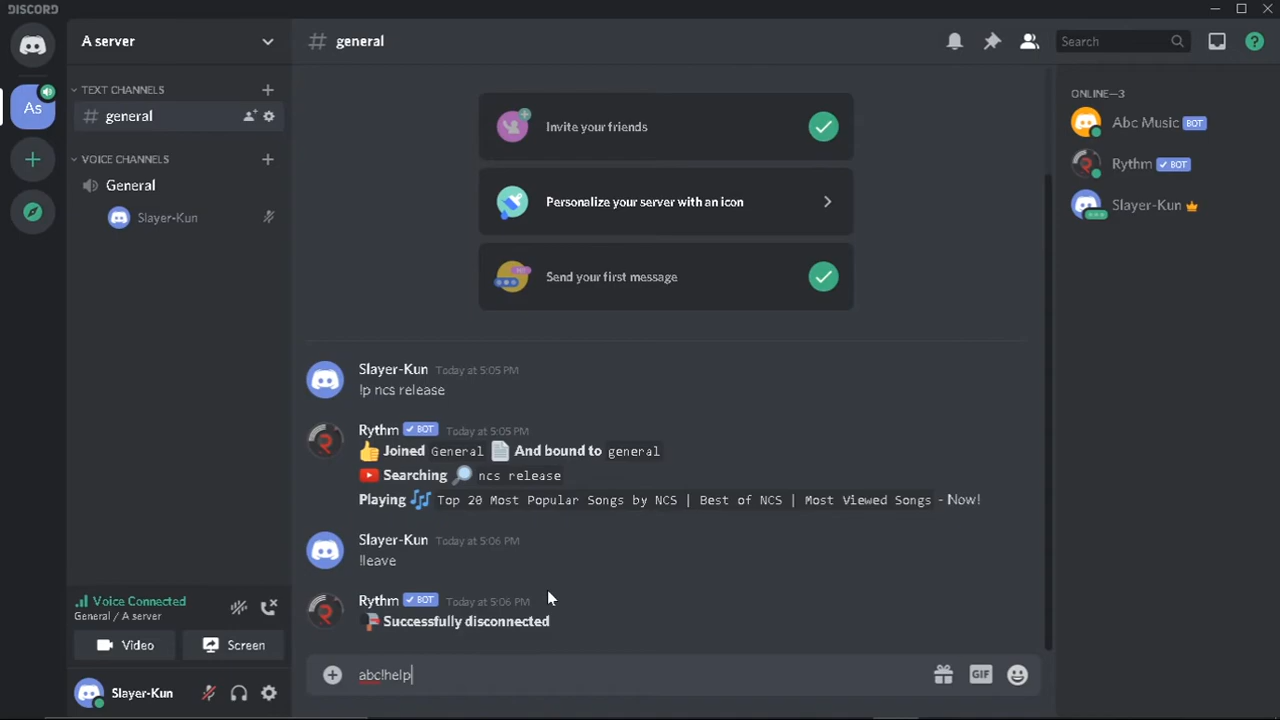 DISCORD
A server
general
Search
TEXT CHANNELS
general
VOICE CHANNELS
General
Slayer-Kun
Voice Connected
General / A server
Video
Screen
Slayer-Kun
As
Invite your friends
Personalize your server with an icon
Send your first message
Slayer-Kun Today at 5:05 PM
!p ncs release
Rythm BOT Today at 5:05 PM
Joined General And bound to general
Searching ncs release
Playing Top 20 Most Popular Songs by NCS | Best of NCS | Most Viewed Songs - Now!
Slayer-Kun Today at 5:06 PM
!leave
Rythm BOT Today at 5:06 PM
Successfully disconnected
abc!help
GIF
ONLINE—3
Abc Music BOT
Rythm BOT
Slayer-Kun